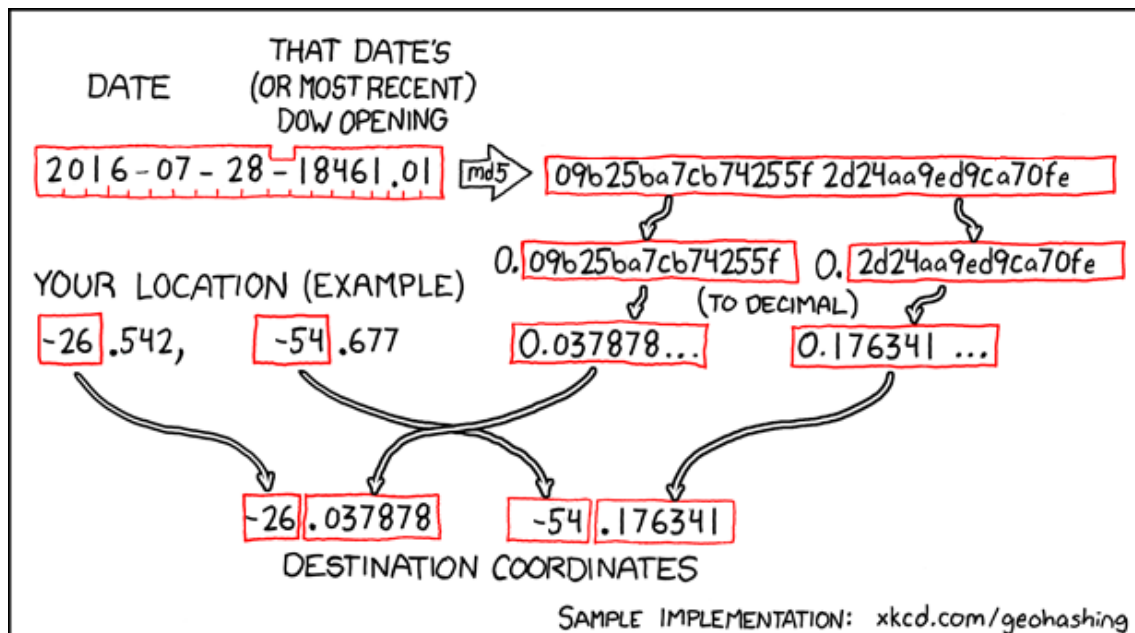 DATE
THAT DATE'S
(OR MOST RECENT)
DOW OPENING
2016-07-28-18461.01
md5
09b25ba7cb74255f2d24aa9ed9ca70fe
0.09b25ba7cb74255f
0.2d24aa9ed9ca70fe
(TO DECIMAL)
YOUR LOCATION (EXAMPLE)
-26.542,
-54.677
0.037878...
0.176341...
-26.037878
-54.176341
DESTINATION COORDINATES
SAMPLE IMPLEMENTATION: xkcd.com/geohashing